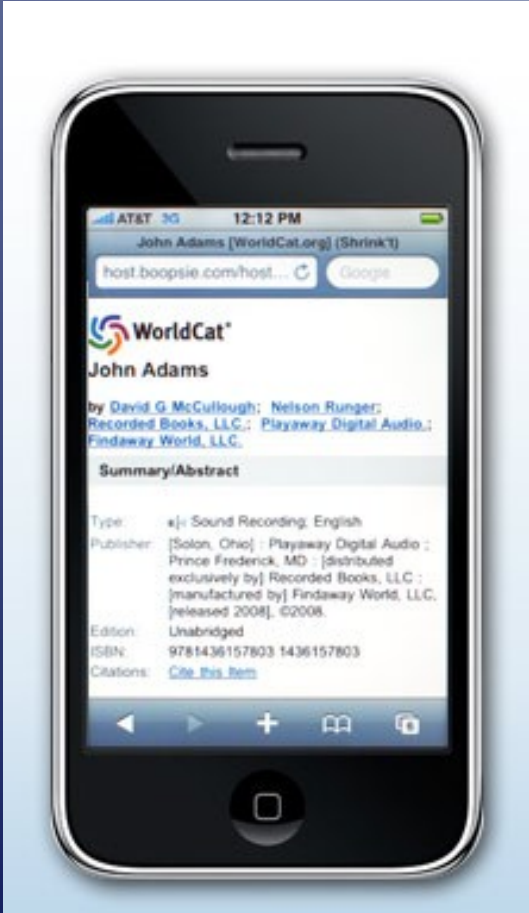 AT&T 3G 12:12 PM
John Adams [WorldCat.org] (Shrink't)
host.boopsie.com/host... Google
WorldCat®
John Adams
by David G McCullough; Nelson Runger;
Recorded Books, LLC.; Playaway Digital Audio.;
Findaway World, LLC.
Summary/Abstract
Type: Sound Recording; English
Publisher: [Solon, Ohio] : Playaway Digital Audio ;
Prince Frederick, MD : [distributed
exclusively by] Recorded Books, LLC :
[manufactured by] Findaway World, LLC,
[released 2008], ©2008.
Edition: Unabridged
ISBN: 9781436157803 1436157803
Citations: Cite this Item